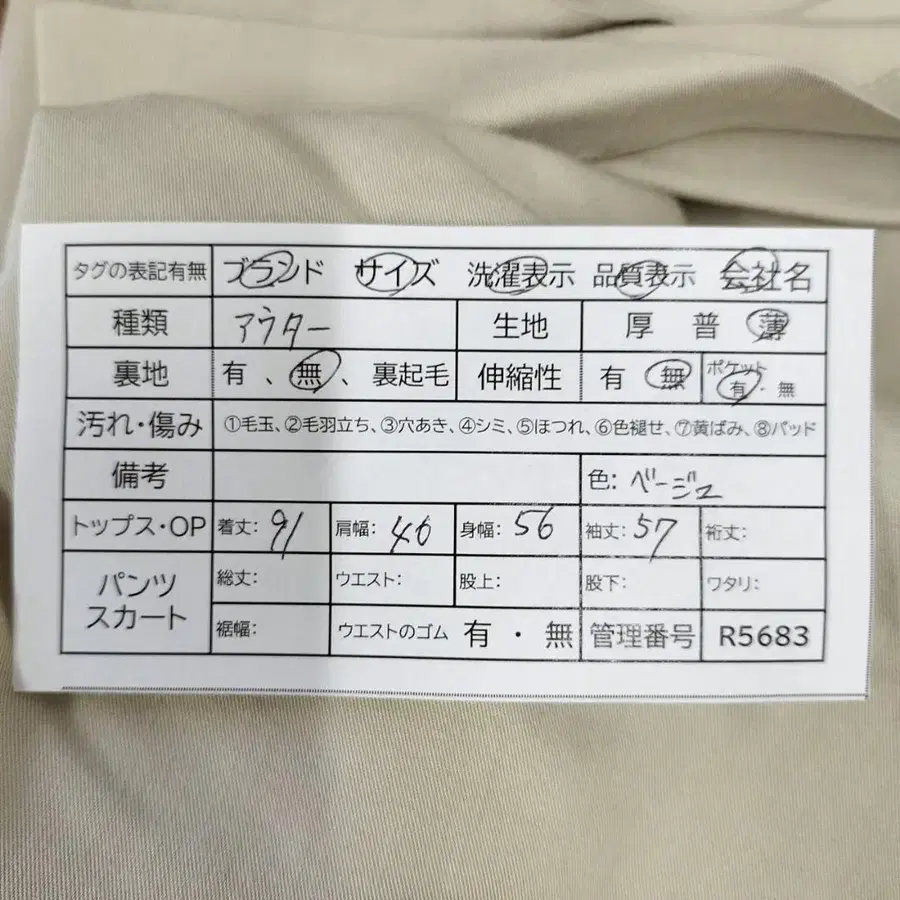 タグの表記有無 ブランド サイズ 洗濯表示 品質表示 会社名
種類 アウター 生地 厚 普 薄
裏地 有 、 無 、 裏起毛 伸縮性 有 無 ポケット 有 ・ 無
汚れ・傷み ①毛玉、②毛羽立ち、③穴あき、④シミ、⑤ほつれ、⑥色褪せ、⑦黄ばみ、⑧パッド
備考 色: ベージュ
トップス・OP 着丈: 91 肩幅: 40 身幅: 56 袖丈: 57 裄丈:
パンツ スカート 総丈: ウエスト: 股上: 股下: ワタリ:
裾幅: ウエストのゴム 有 ・ 無 管理番号 R5683